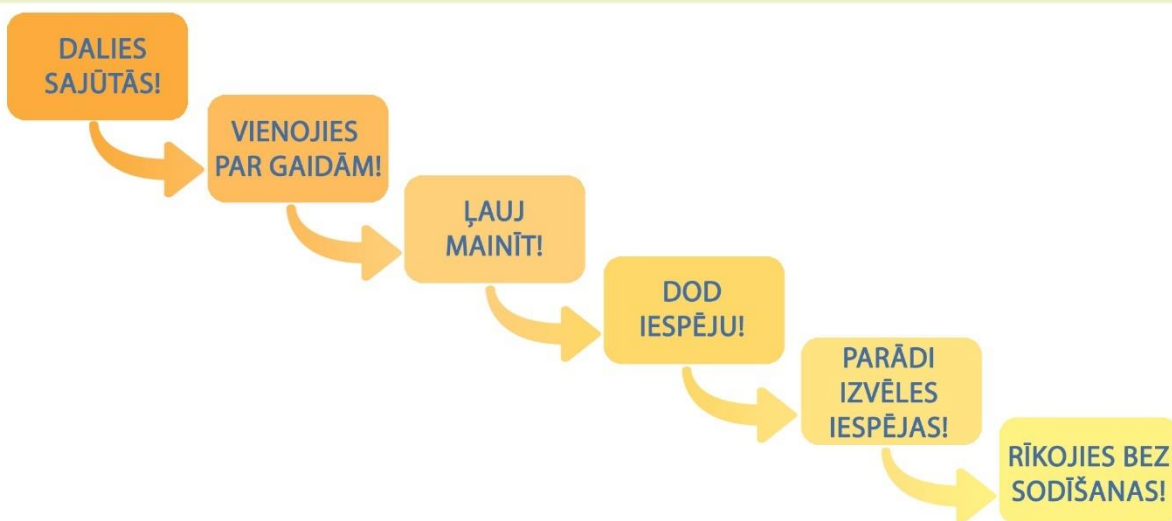 DALIES
SAJŪTĀS!
VIENOJIES
PAR GAIDĀM!
ĻAUJ
MAINĪT!
DOD
IESPĒJU!
PARĀDI
IZVĒLES
IESPĒJAS!
RĪKOJIES BEZ
SODĪŠANAS!